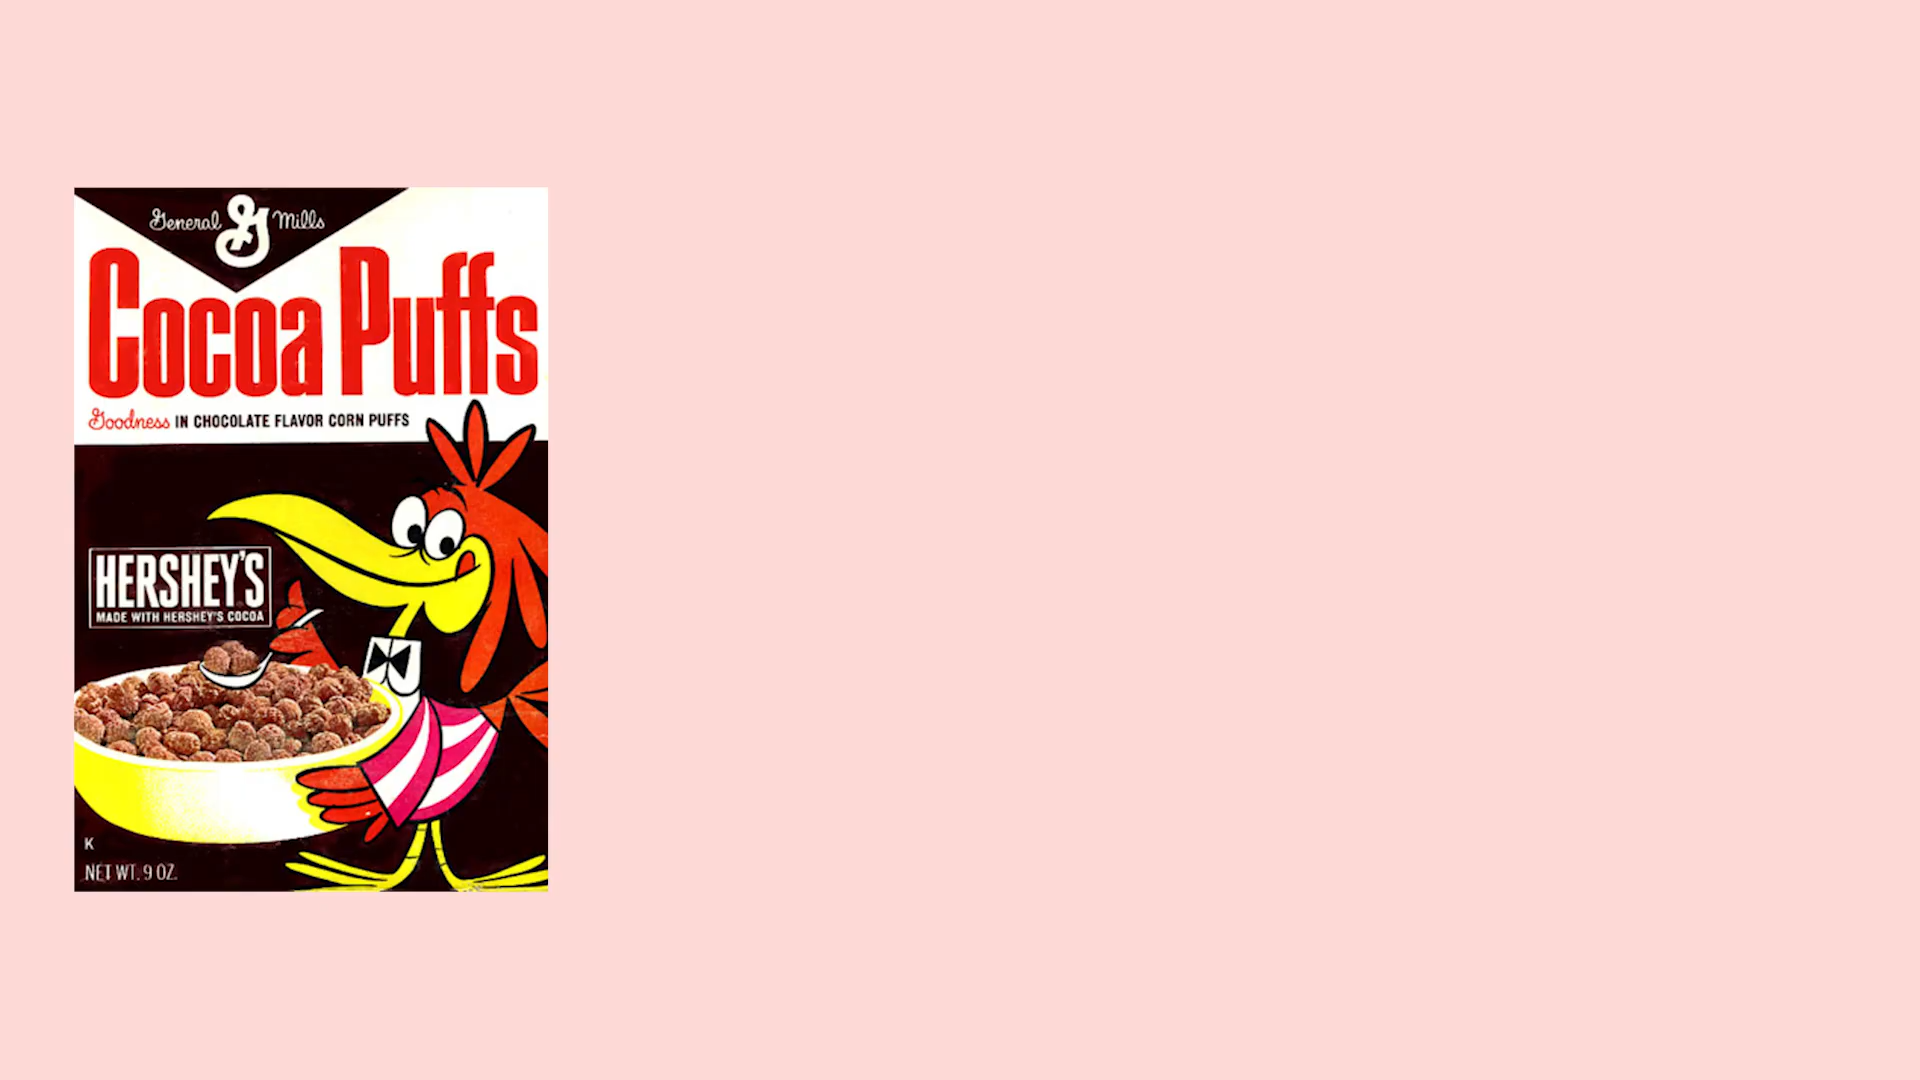 General G Mills
Cocoa Puffs
Goodness IN CHOCOLATE FLAVOR CORN PUFFS
HERSHEY'S
MADE WITH HERSHEY'S COCOA
K
NET WT. 9 OZ.